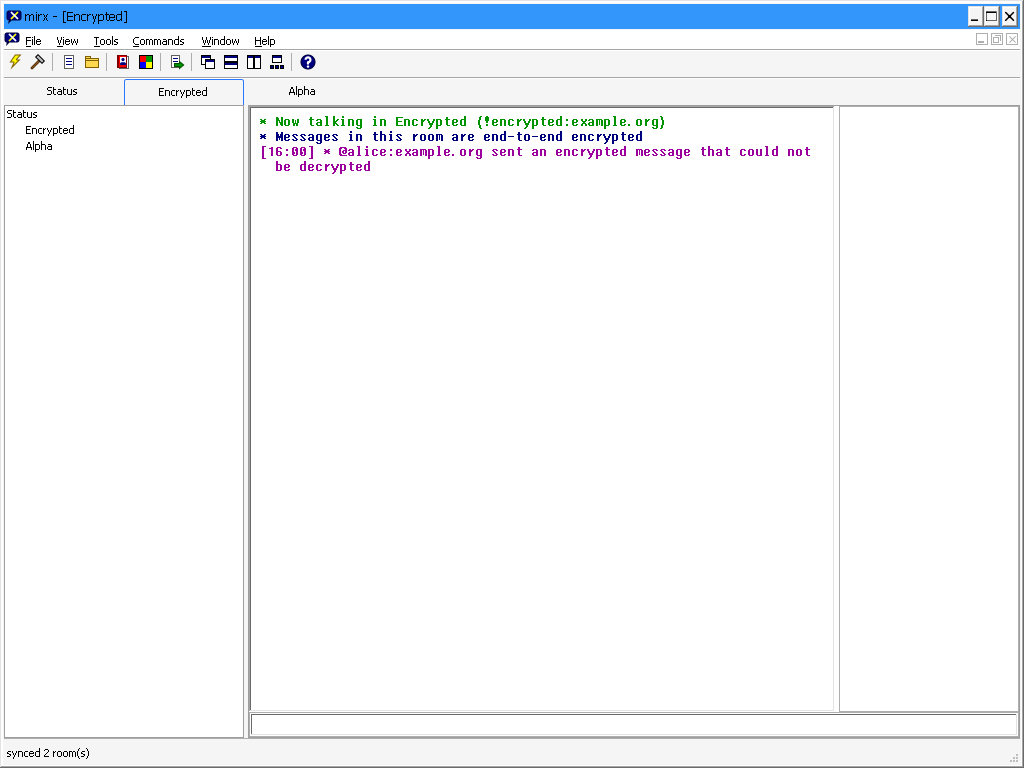 mirx - [Encrypted]
File View Tools Commands Window Help
Status Encrypted Alpha
Status
Encrypted
Alpha
* Now talking in Encrypted (!encrypted:example.org)
* Messages in this room are end-to-end encrypted
[16:00] * @alice:example.org sent an encrypted message that could not
be decrypted
synced 2 room(s)